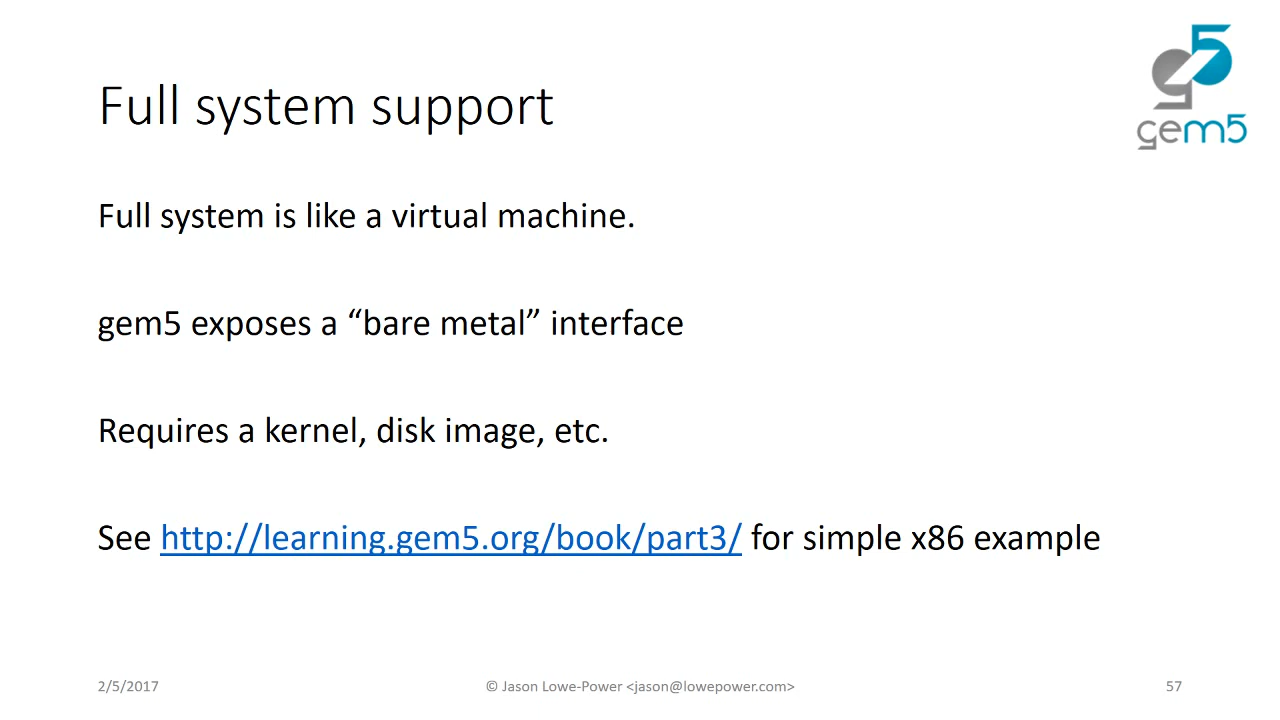 Full system support
gem5
Full system is like a virtual machine.
gem5 exposes a “bare metal” interface
Requires a kernel, disk image, etc.
See http://learning.gem5.org/book/part3/ for simple x86 example
2/5/2017
© Jason Lowe-Power <jason@lowepower.com>
57